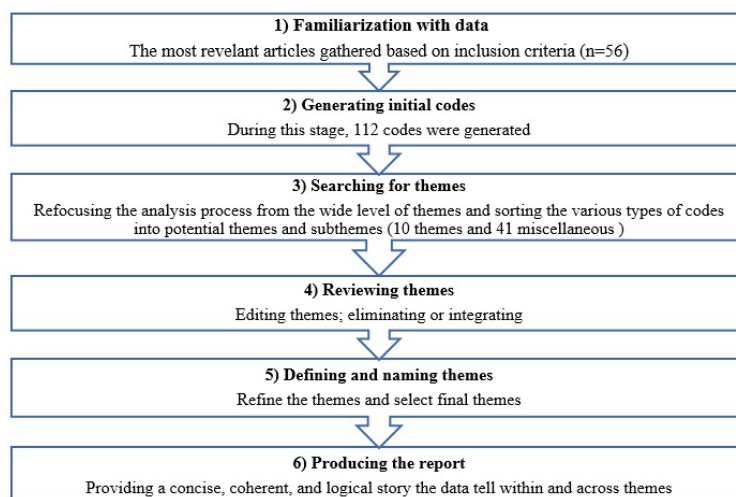 1) Familiarization with data
The most revelant articles gathered based on inclusion criteria (n=56)
2) Generating initial codes
During this stage, 112 codes were generated
3) Searching for themes
Refocusing the analysis process from the wide level of themes and sorting the various types of codes
into potential themes and subthemes (10 themes and 41 miscellaneous )
4) Reviewing themes
Editing themes; eliminating or integrating
5) Defining and naming themes
Refine the themes and select final themes
6) Producing the report
Providing a concise, coherent, and logical story the data tell within and across themes